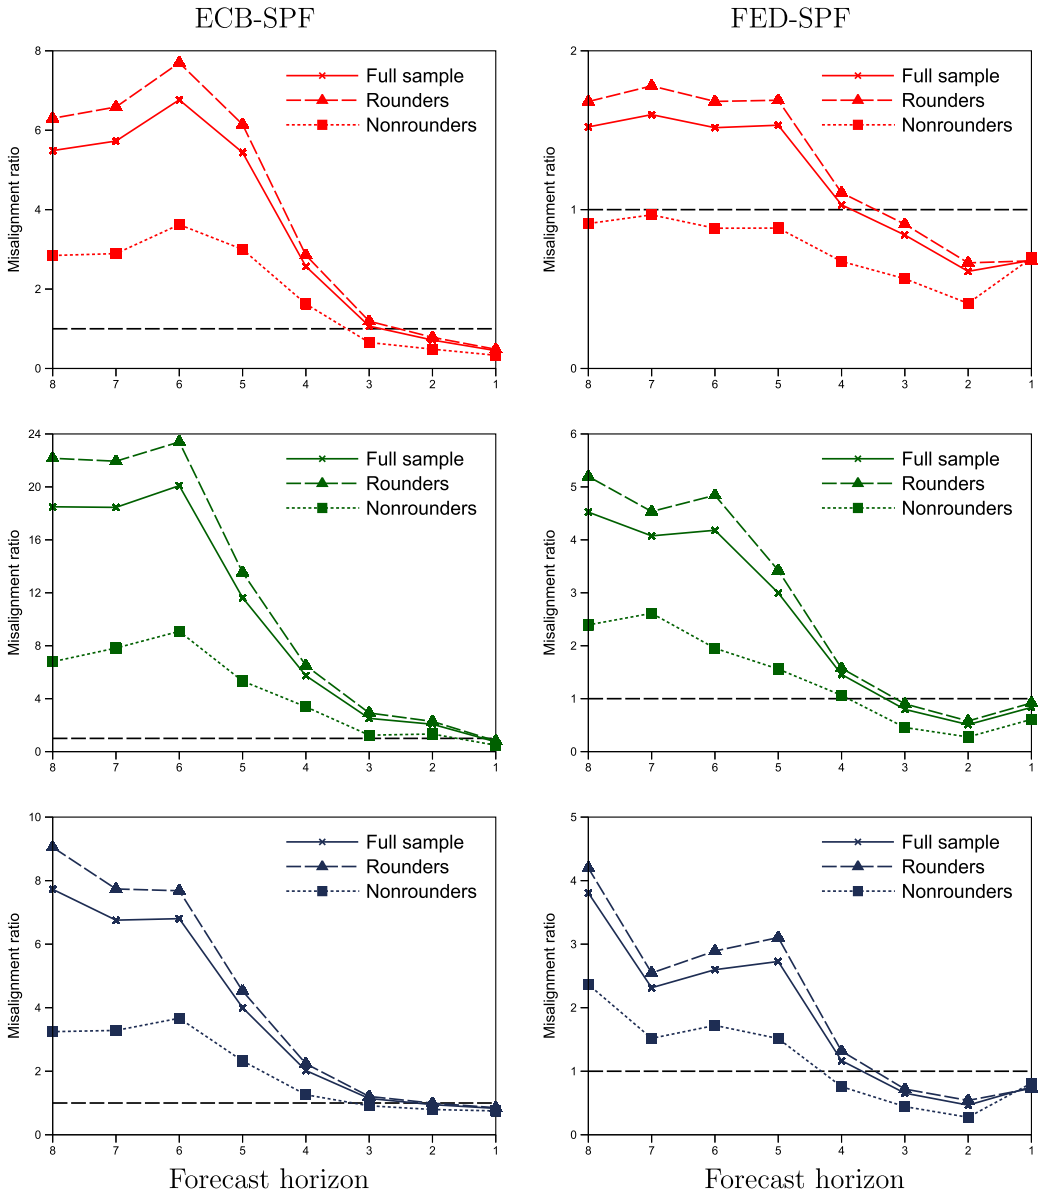 ECB-SPF
FED-SPF
Misalignment ratio
8
6
4
2
0
Full sample
Rounders
Nonrounders
8 7 6 5 4 3 2 1
Misalignment ratio
2
1
0
Full sample
Rounders
Nonrounders
8 7 6 5 4 3 2 1
Misalignment ratio
24
20
16
12
8
4
0
Full sample
Rounders
Nonrounders
8 7 6 5 4 3 2 1
Misalignment ratio
6
5
4
3
2
1
0
Full sample
Rounders
Nonrounders
8 7 6 5 4 3 2 1
Misalignment ratio
10
8
6
4
2
0
Full sample
Rounders
Nonrounders
8 7 6 5 4 3 2 1
Forecast horizon
Misalignment ratio
5
4
3
2
1
0
Full sample
Rounders
Nonrounders
8 7 6 5 4 3 2 1
Forecast horizon